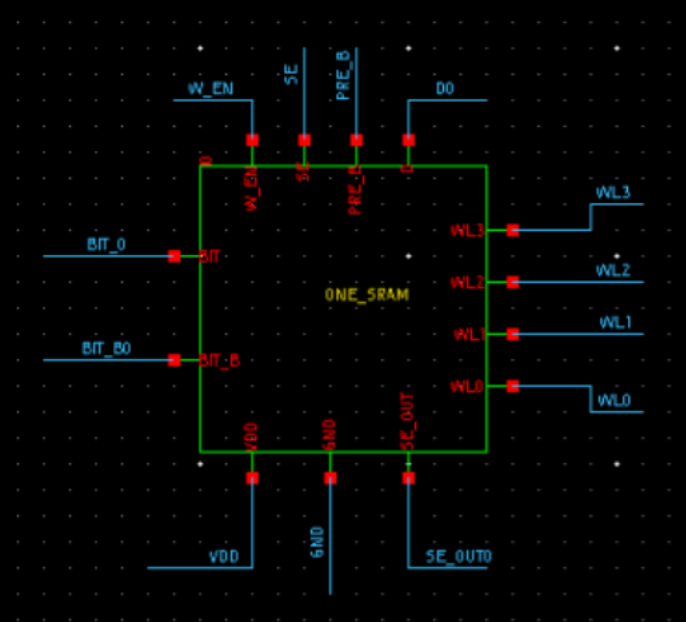 SE
PRE_B
W_EN
D0
W_EN
SE
PRE_B
D
WL3
WL3
BIT_0
BIT
WL2
WL2
ONE_SRAM
WL1
WL1
BIT_B0
BIT_B
WL0
WL0
VDD
GND
SE_OUT
GND
VDD
SE_OUT0